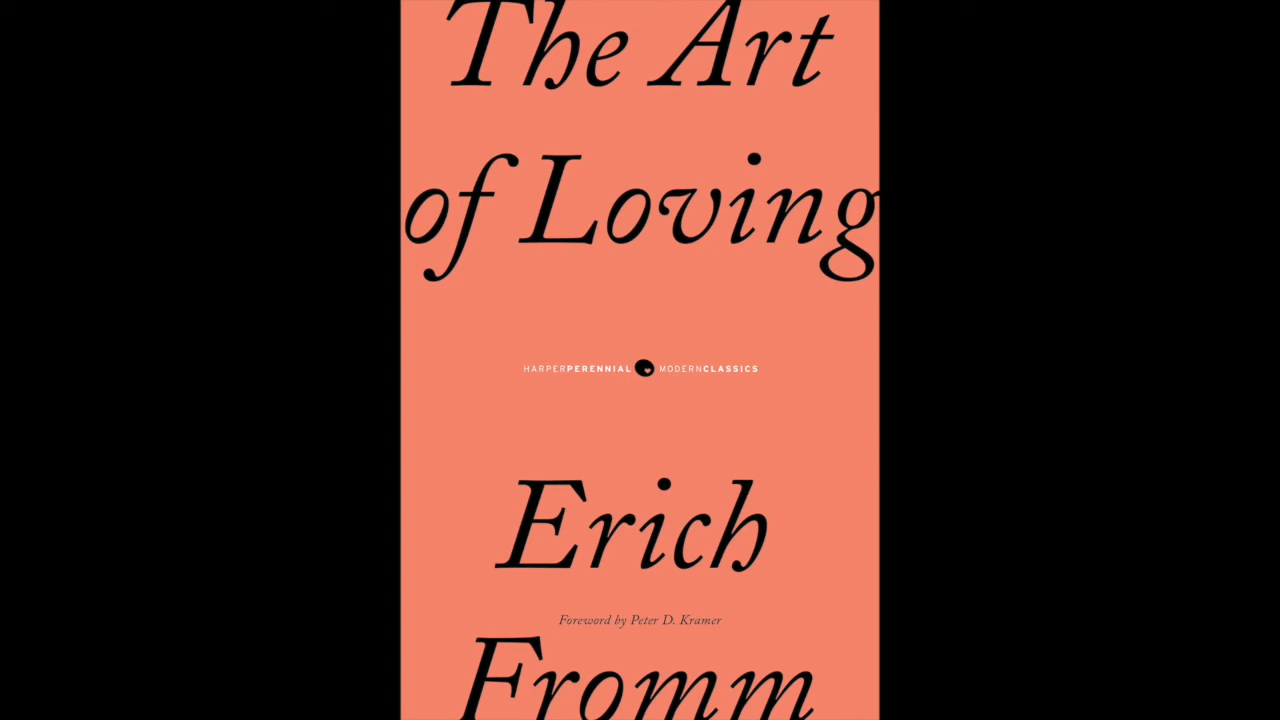 The Art
of Loving
HARPERPERENNIAL MODERNCLASSICS
Erich
Foreword by Peter D. Kramer
Fromm